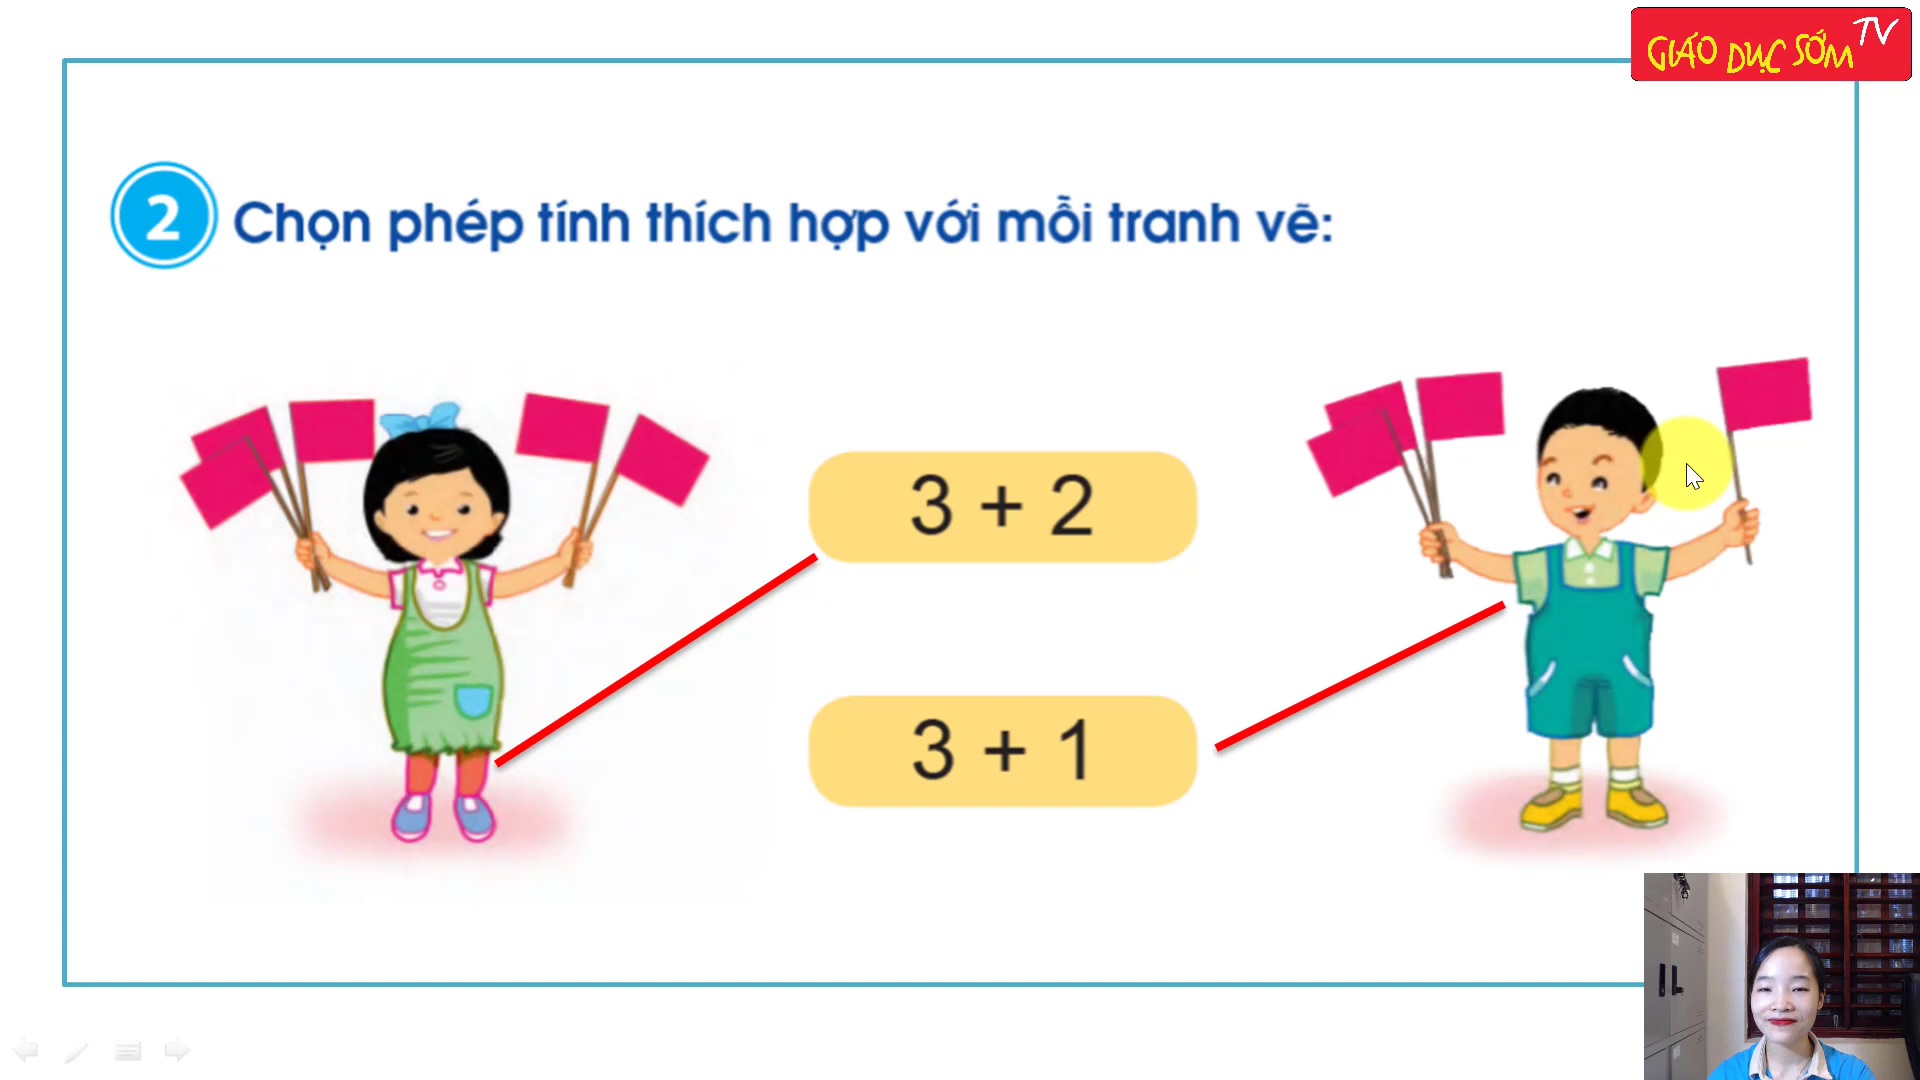 GIÁO DỤC SỚM TV
2 Chọn phép tính thích hợp với mỗi tranh vẽ:
3 + 2
3 + 1